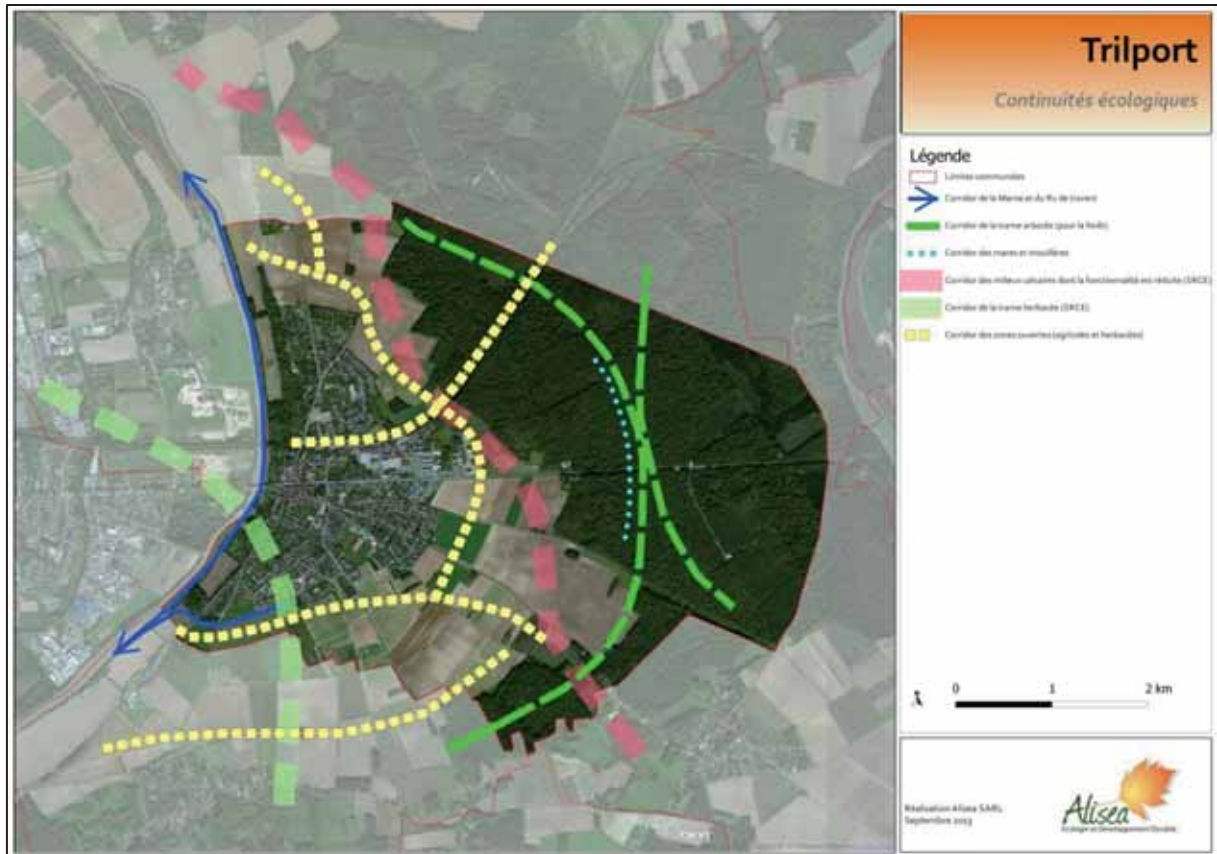 Trilport
Continuités écologiques
Légende
Limites communales
Corridor de la Marne et du Ru de travers
Corridor de la trame arborée (pour la forêt)
Corridor des mares et mouillères
Corridor des milieux calcaires dont la fonctionnalité est réduite (SRCE)
Corridor de la trame herbacée (SRCE)
Corridor des zones ouvertes (agricoles et herbacées)
0 1 2 km
Réalisation Alisea SARL
Septembre 2013
Alisea
Ecologie et Développement Durable